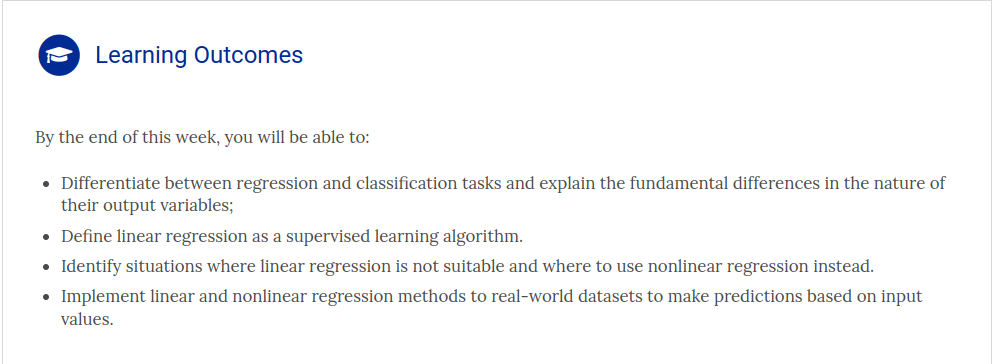 Learning Outcomes
By the end of this week, you will be able to:
• Differentiate between regression and classification tasks and explain the fundamental differences in the nature of
their output variables;
• Define linear regression as a supervised learning algorithm.
• Identify situations where linear regression is not suitable and where to use nonlinear regression instead.
• Implement linear and nonlinear regression methods to real-world datasets to make predictions based on input
values.